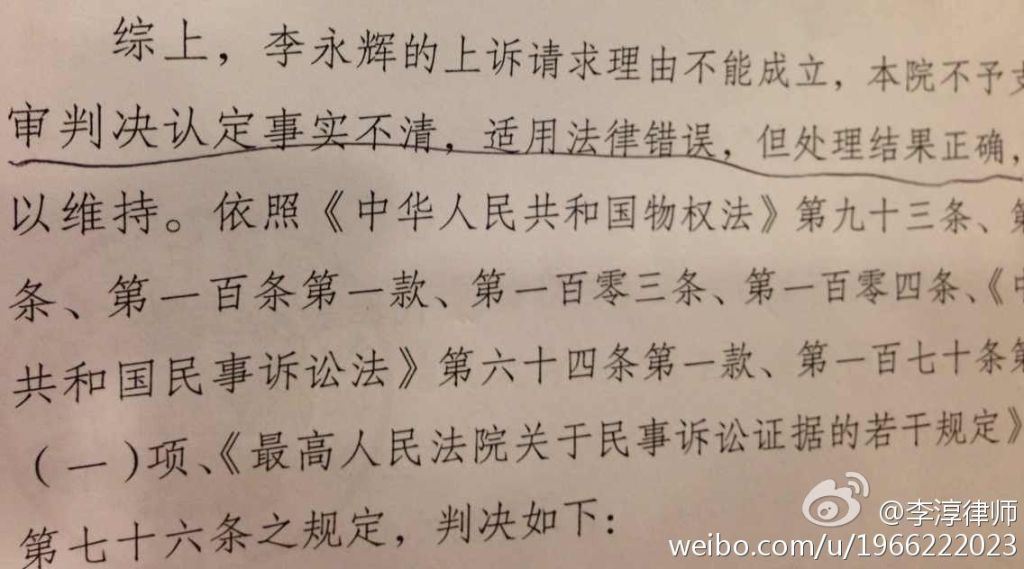 综上，李永辉的上诉请求理由不能成立，本院不予支
审判决认定事实不清，适用法律错误，但处理结果正确，
以维持。依照《中华人民共和国物权法》第九十三条、第
条、第一百条第一款、第一百零三条、第一百零四条、《中
共和国民事诉讼法》第六十四条第一款、第一百七十条第
（一）项、《最高人民法院关于民事诉讼证据的若干规定》
第七十六条之规定，判决如下：
@李淳律师
weibo.com/u/1966222023